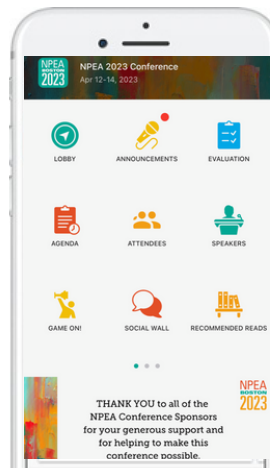 NPEA
BOSTON
2023
NPEA 2023 Conference
Apr 12-14, 2023
LOBBY
ANNOUNCEMENTS
EVALUATION
AGENDA
ATTENDEES
SPEAKERS
GAME ON!
SOCIAL WALL
RECOMMENDED READS
THANK YOU to all of the
NPEA Conference Sponsors
for your generous support and
for helping to make this
conference possible.
NPEA
BOSTON
2023